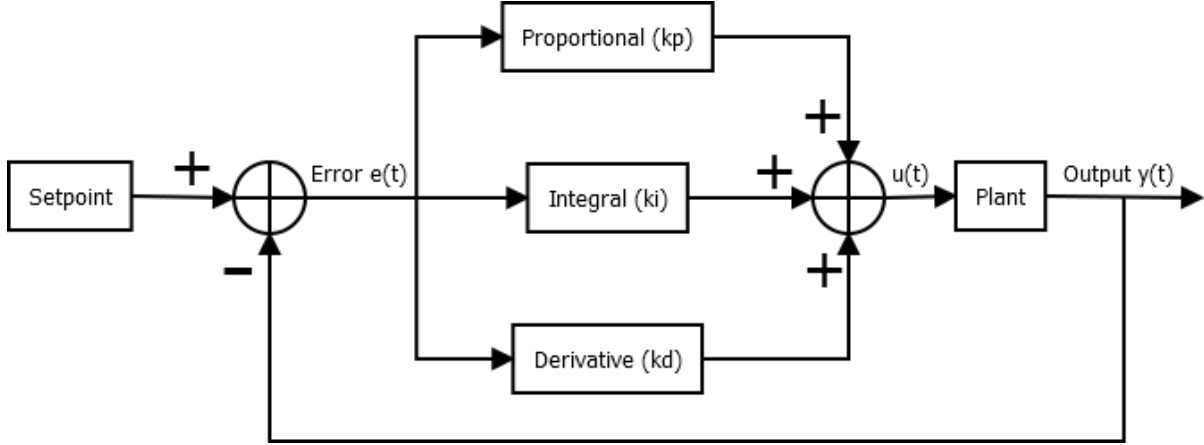 Proportional (kp)
+
+
+
Error e(t)
u(t)
Output y(t)
Setpoint
Integral (ki)
Plant
-
+
Derivative (kd)